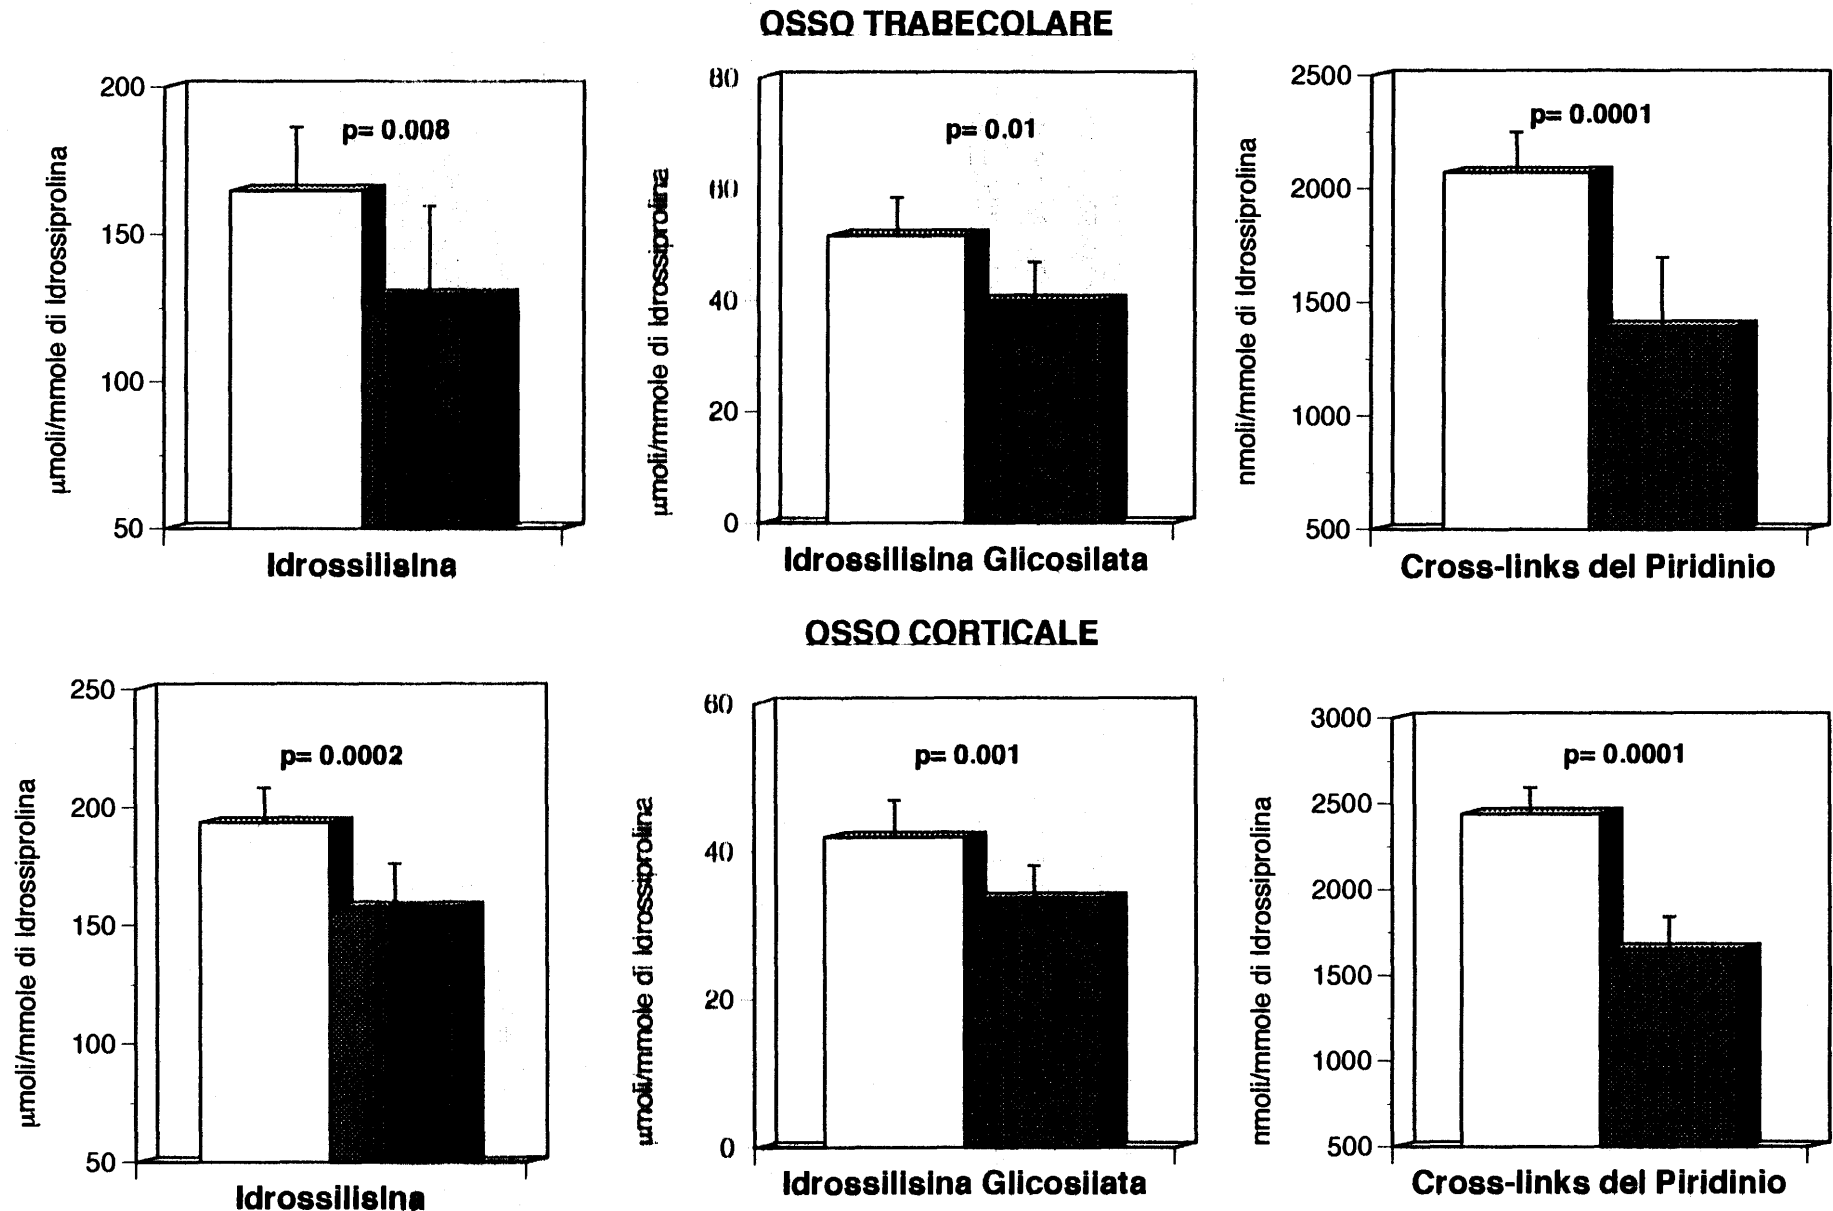 OSSO TRABECOLARE
µmoli/mmole di Idrossiprolina
200
150
100
50
p= 0.008
Idrossilisina
µmoli/mmole di Idrossiprolina
80
60
40
20
0
p= 0.01
Idrossilisina Glicosilata
nmoli/mmole di Idrossiprolina
2500
2000
1500
1000
500
p= 0.0001
Cross-links del Piridinio
OSSO CORTICALE
µmoli/mmole di Idrossiprolina
250
200
150
100
50
p= 0.0002
Idrossilisina
µmoli/mmole di Idrossiprolina
60
40
20
0
p= 0.001
Idrossilisina Glicosilata
nmoli/mmole di Idrossiprolina
3000
2500
2000
1500
1000
500
p= 0.0001
Cross-links del Piridinio